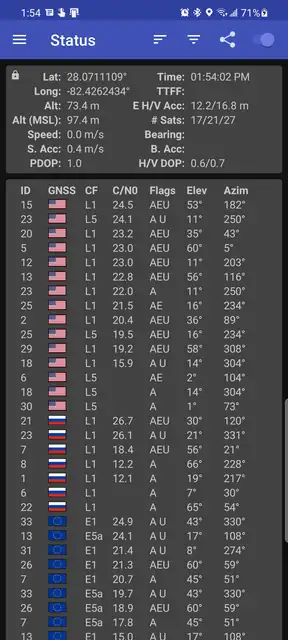 1:54 71%
Status
Lat: 28.0711109° Time: 01:54:02 PM
Long: -82.4262434° TTFF:
Alt: 73.4 m E H/V Acc: 12.2/16.8 m
Alt (MSL): 97.4 m # Sats: 17/21/27
Speed: 0.0 m/s Bearing:
S. Acc: 0.4 m/s B. Acc:
PDOP: 1.0 H/V DOP: 0.6/0.7
ID GNSS CF C/N0 Flags Elev Azim
15 L1 24.5 AEU 53° 182°
23 L5 24.1 A U 11° 250°
20 L1 23.2 AEU 35° 43°
5 L1 23.0 AEU 60° 5°
12 L1 23.0 AEU 11° 203°
13 L1 22.8 AEU 56° 116°
23 L1 22.0 A 11° 250°
25 L1 21.5 AE 16° 234°
2 L1 20.4 AEU 36° 89°
25 L5 19.5 AEU 16° 234°
29 L1 19.2 AEU 58° 308°
18 L1 15.9 A U 14° 304°
6 L5 AE 2° 104°
18 L5 A 14° 304°
30 L5 A 1° 73°
21 L1 26.7 AEU 30° 120°
23 L1 26.1 A U 21° 331°
7 L1 18.4 AEU 56° 21°
8 L1 12.2 A 66° 228°
1 L1 12.1 A 19° 217°
6 L1 A 7° 30°
22 L1 A 65° 54°
33 E1 24.9 A U 43° 330°
13 E5a 24.1 A U 17° 108°
31 E1 21.4 A U 8° 274°
26 E1 21.3 AEU 60° 59°
7 E1 20.7 A 45° 51°
33 E5a 19.7 A U 43° 330°
26 E5a 18.9 AEU 60° 59°
7 E5a 18.8 A 45° 51°
13 E1 15.0 A U 17° 108°